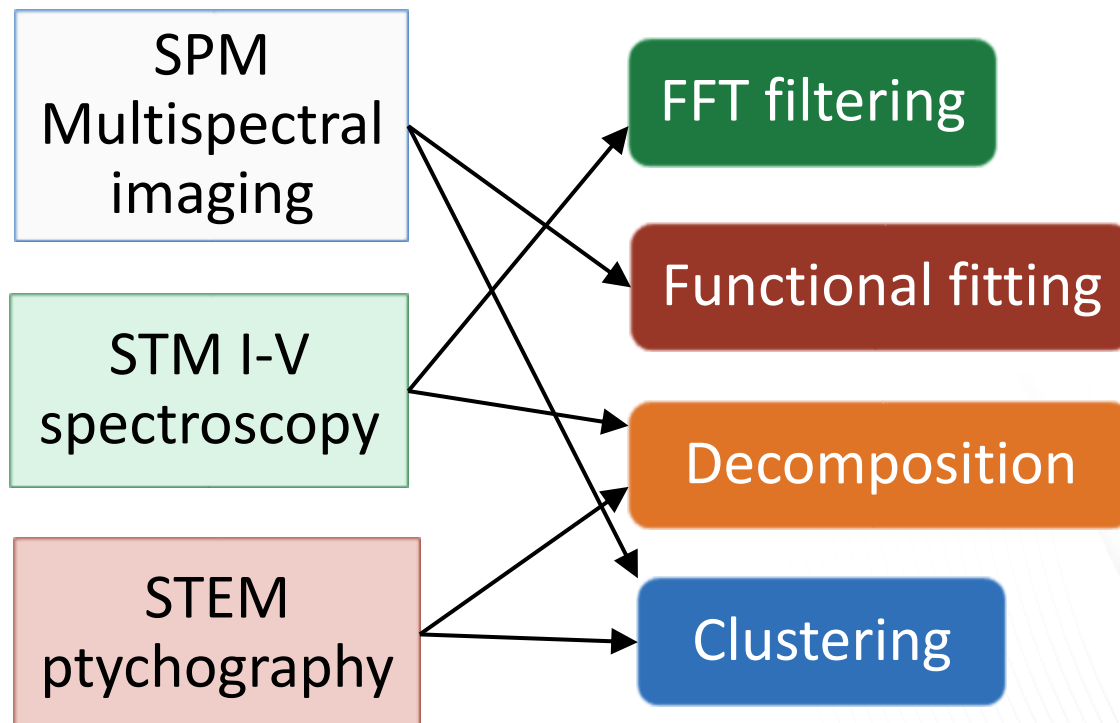 SPM
Multispectral
imaging
STM I-V
spectroscopy
STEM
ptychography
FFT filtering
Functional fitting
Decomposition
Clustering